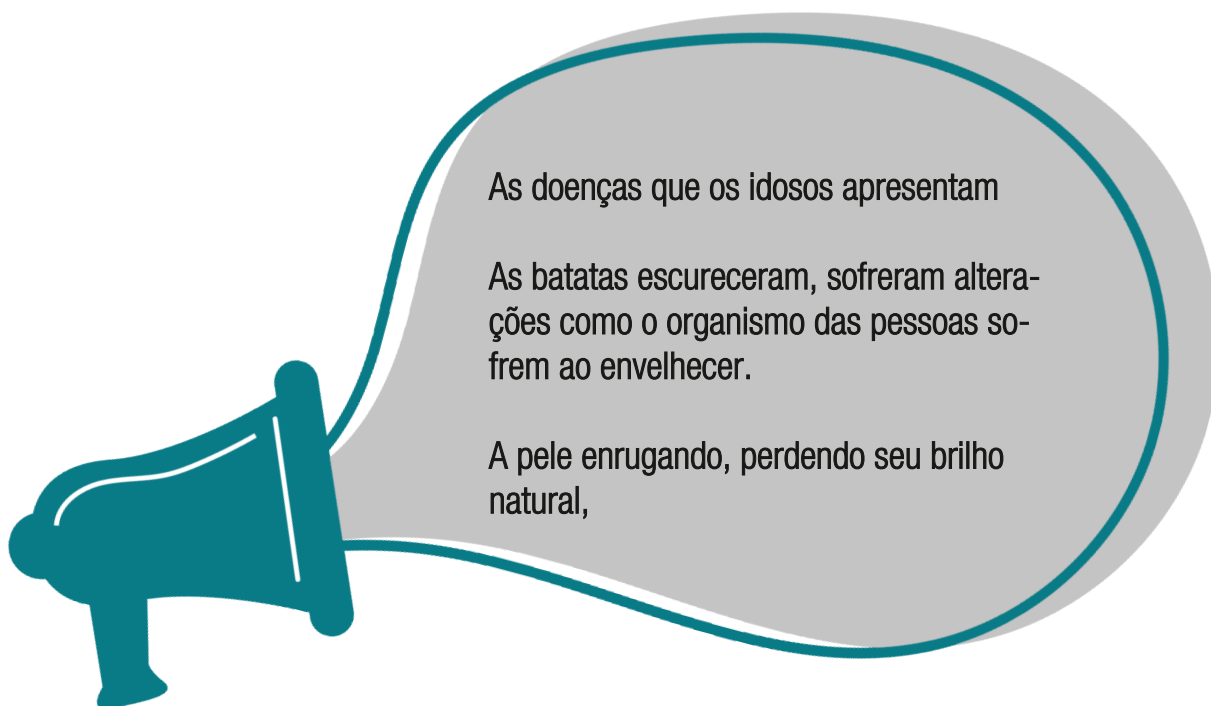 As doenças que os idosos apresentam
As batatas escureceram, sofreram altera-
ções como o organismo das pessoas so-
frem ao envelhecer.
A pele enrugando, perdendo seu brilho
natural,